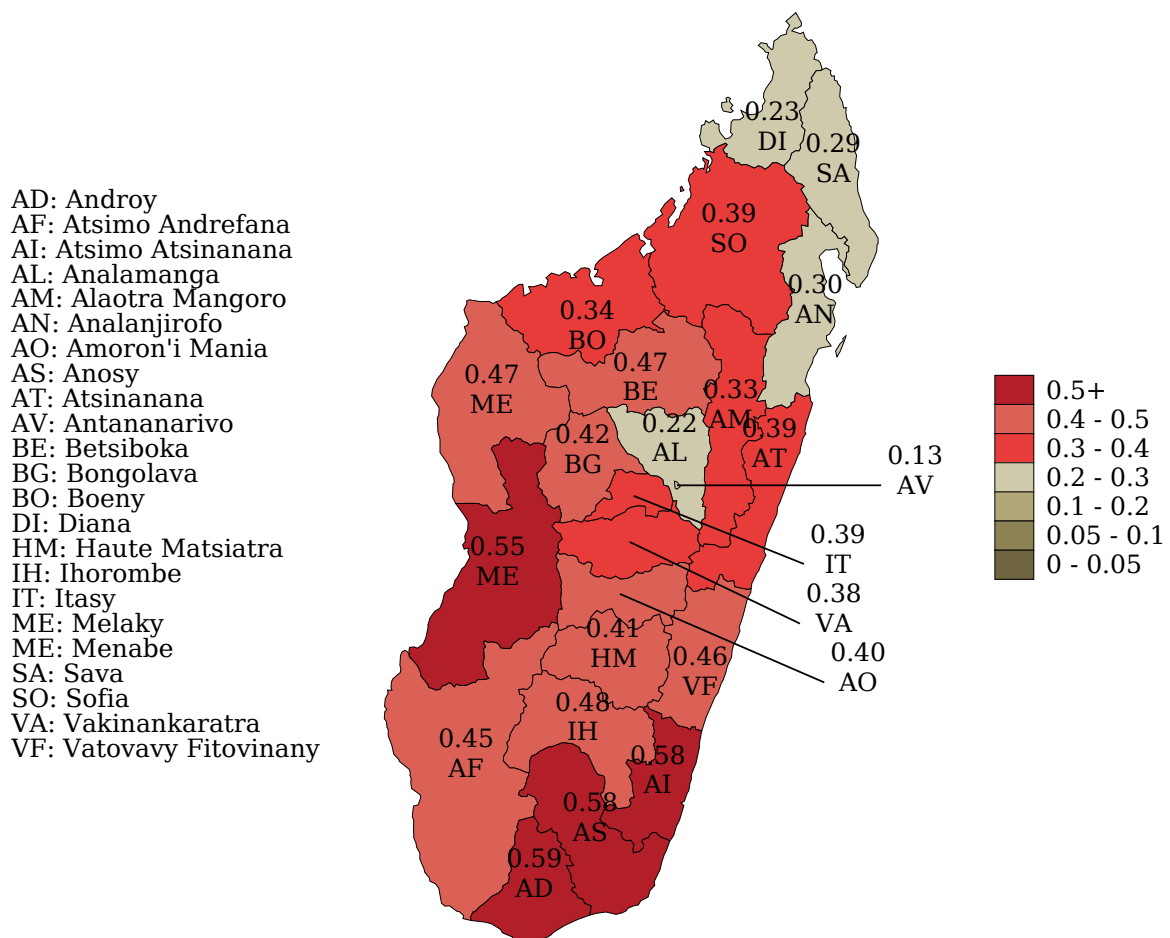 AD: Androy
AF: Atsimo Andrefana
AI: Atsimo Atsinanana
AL: Analamanga
AM: Alaotra Mangoro
AN: Analanjirofo
AO: Amoron'i Mania
AS: Anosy
AT: Atsinanana
AV: Antananarivo
BE: Betsiboka
BG: Bongolava
BO: Boeny
DI: Diana
HM: Haute Matsiatra
IH: Ihorombe
IT: Itasy
ME: Melaky
ME: Menabe
SA: Sava
SO: Sofia
VA: Vakinankaratra
VF: Vatovavy Fitovinany
0.23
DI
0.29
SA
0.39
SO
0.30
AN
0.34
BO
0.47
BE
0.47
ME
0.33
AM
0.22
AL
0.39
AT
0.42
BG
0.13
AV
0.39
IT
0.55
ME
0.38
VA
0.40
AO
0.41
HM
0.46
VF
0.48
IH
0.45
AF
0.58
AI
0.58
AS
0.59
AD
0.5+
0.4 - 0.5
0.3 - 0.4
0.2 - 0.3
0.1 - 0.2
0.05 - 0.1
0 - 0.05